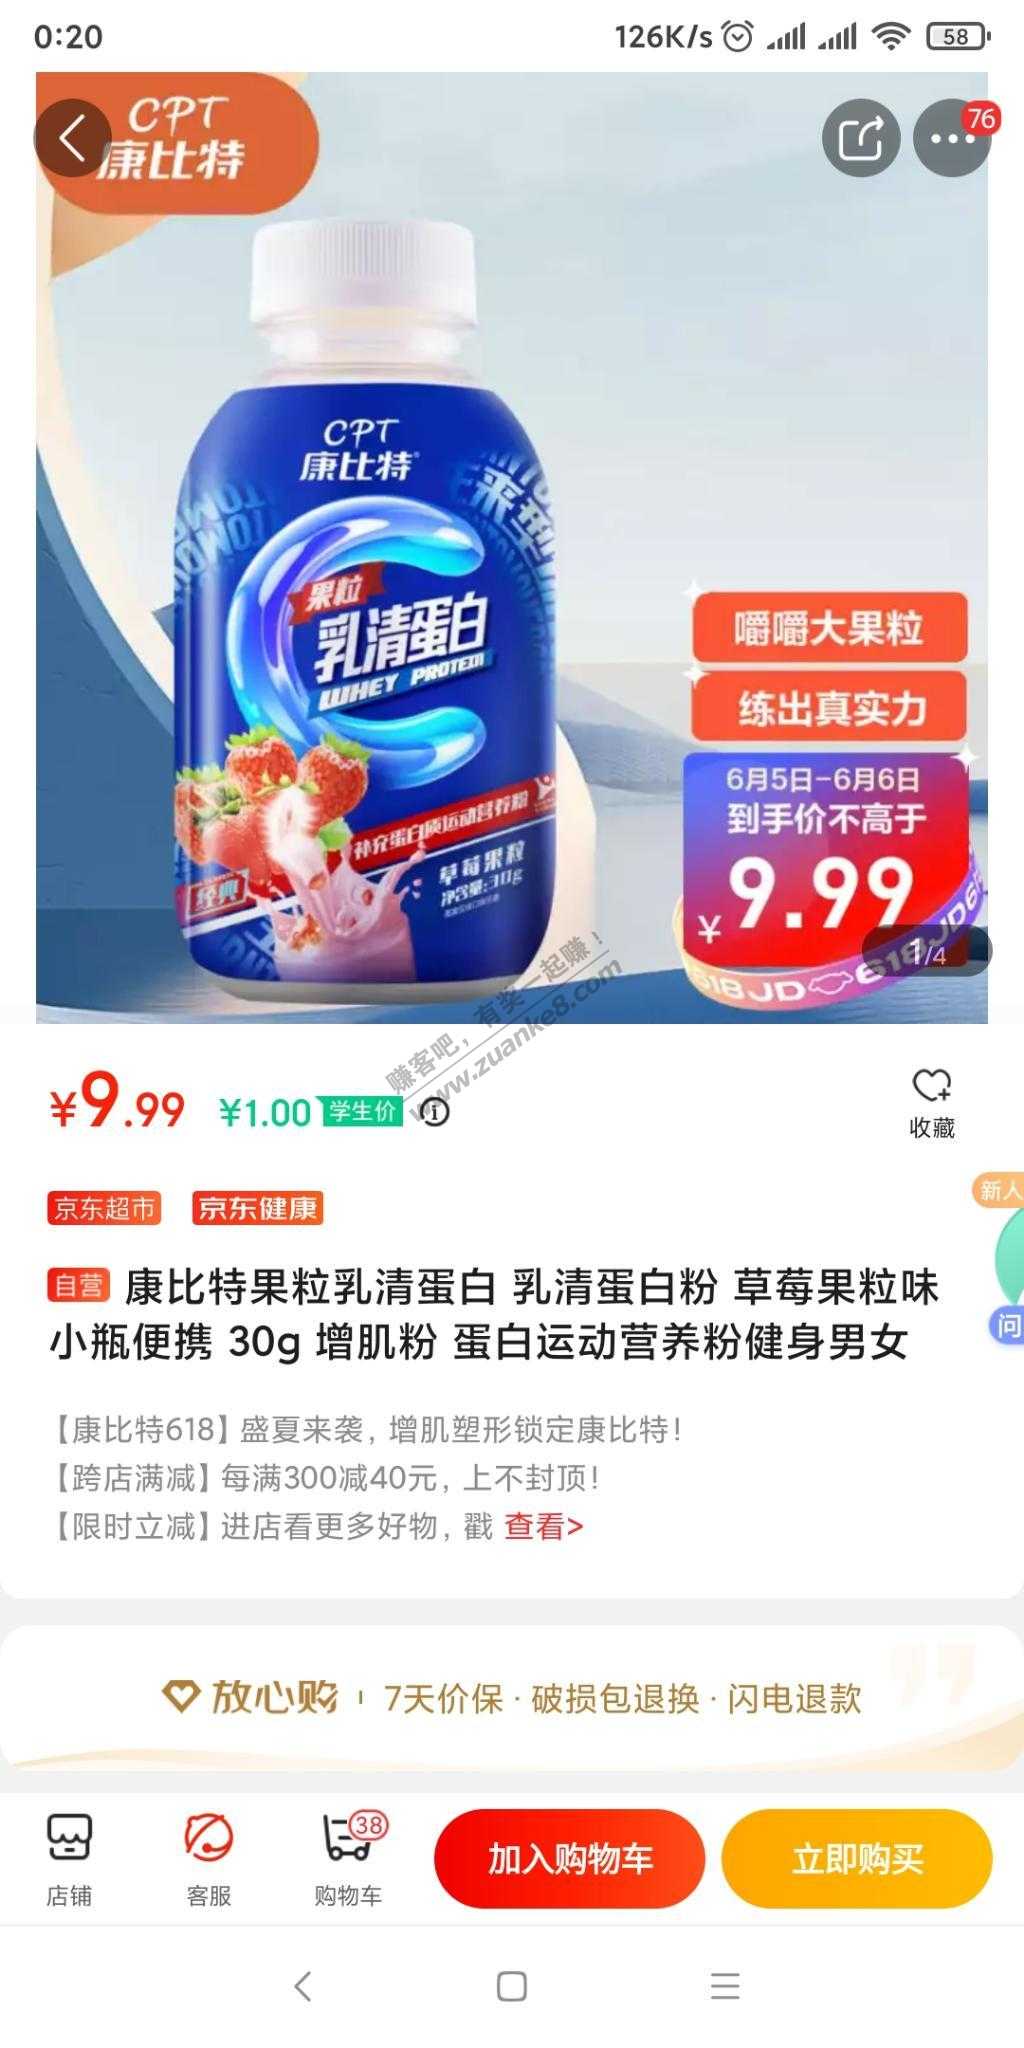 0:20
126K/s
58
CPT
康比特
76
CPT
康比特
果粒
乳清蛋白
WHEY PROTEIN
补充蛋白质运动营养粉
经典
草莓果粒
净含量:30g
嚼嚼大果粒
练出真实力
6月5日-6月6日
到手价不高于
¥9.99
1/4
618JD
618JD6
赚客吧,有奖一起赚!
www.zuanke8.com
¥9.99 ¥1.00 学生价
收藏
京东超市 京东健康
新人
自营 康比特果粒乳清蛋白 乳清蛋白粉 草莓果粒味
小瓶便携 30g 增肌粉 蛋白运动营养粉健身男女
问
【康比特618】盛夏来袭,增肌塑形锁定康比特!
【跨店满减】每满300减40元,上不封顶!
【限时立减】进店看更多好物,戳 查看>
放心购 7天价保·破损包退换·闪电退款
38
店铺 客服 购物车 加入购物车 立即购买